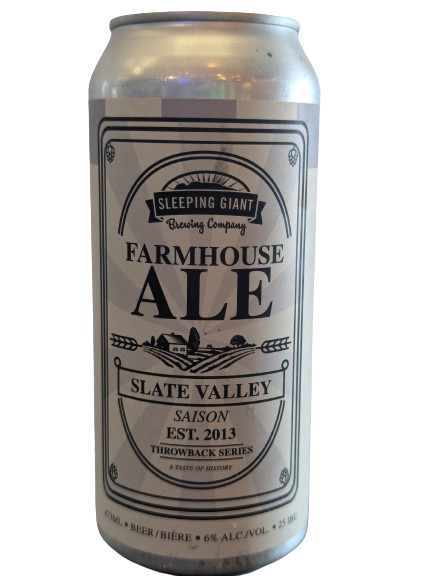 SLEEPING GIANT
Brewing Company
FARMHOUSE
ALE
SLATE VALLEY
SAISON
EST. 2013
THROWBACK SERIES
A TASTE OF HISTORY
473ML • BEER/BIÈRE • 6% ALC/VOL. • 25 IBU